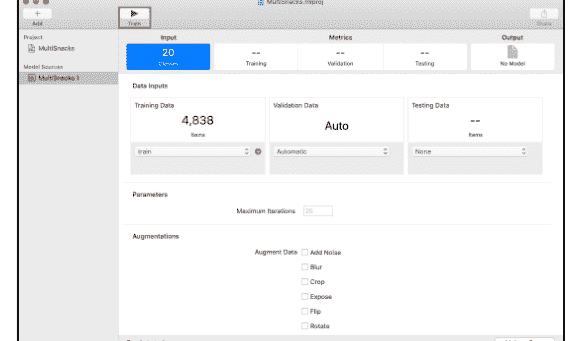 MultiSnacks.mlproj
+
Add
Train
Share
Project
MultiSnacks
Model Sources
MultiSnacks 1
Input Metrics Output
20
Classes
--
Training
--
Validation
--
Testing
No Model
Data Inputs
Training Data Validation Data Testing Data
4,838 Auto --
Items Items
train Automatic None
Parameters
Maximum Iterations 25
Augmentations
Augment Data Add Noise
Blur
Crop
Expose
Flip
Rotate